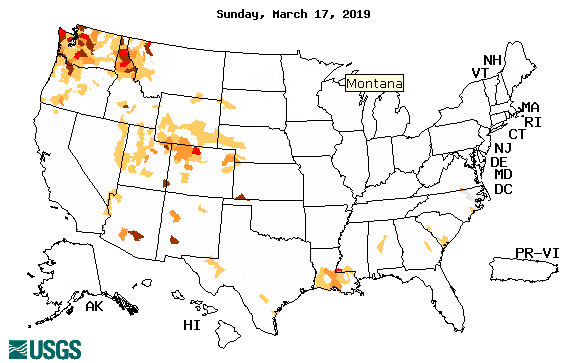 Sunday, March 17, 2019
NH
VT
Montana
MA
RI
CT
NJ
DE
MD
DC
PR-VI
AK
HI
USGS